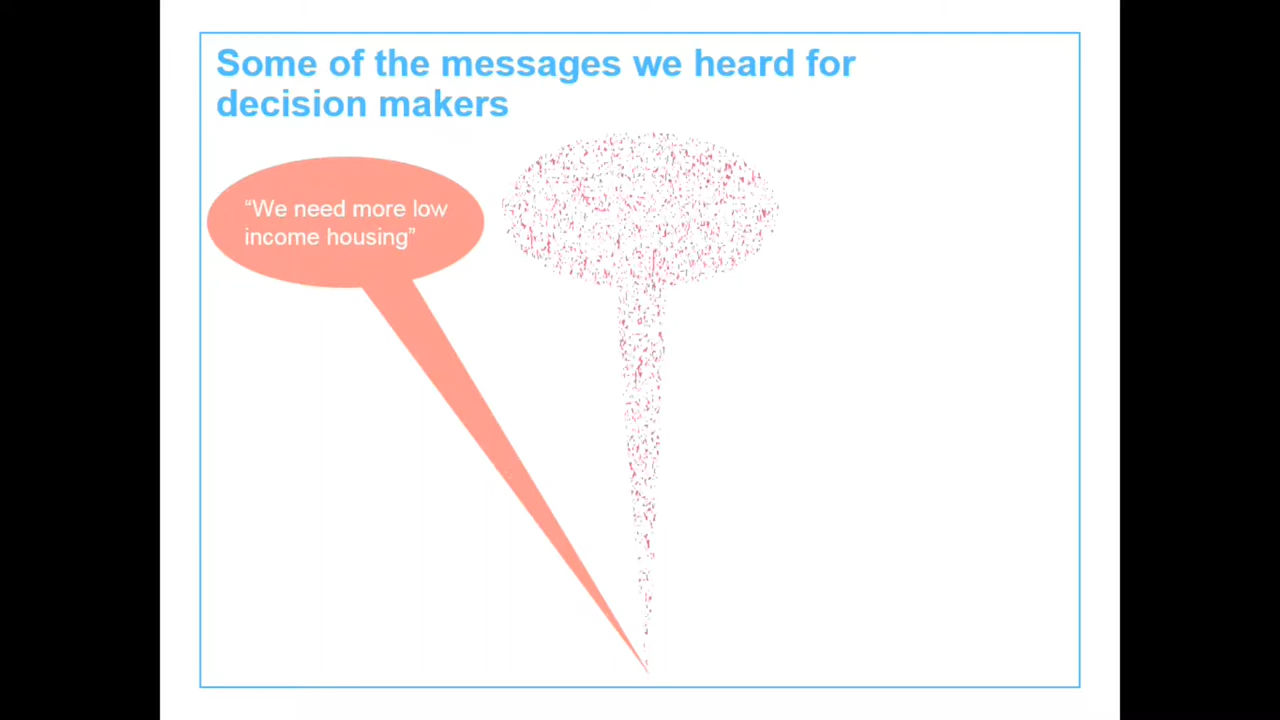 Some of the messages we heard for
decision makers
“We need more low
income housing”